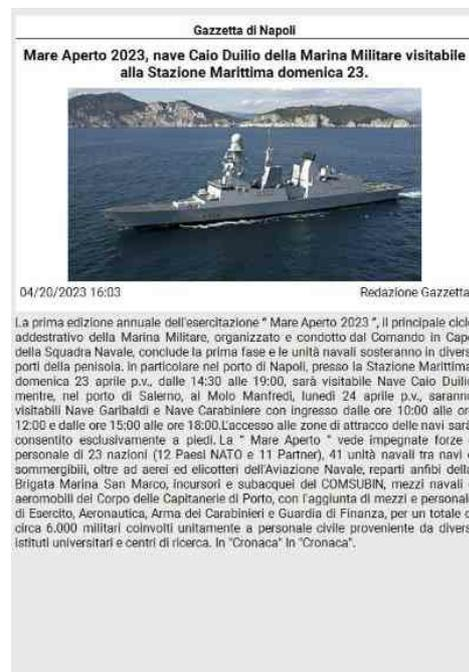 Gazzetta di Napoli
Mare Aperto 2023, nave Caio Duilio della Marina Militare visitabile
alla Stazione Marittima domenica 23.
04/20/2023 16:03 Redazione Gazzetta
La prima edizione annuale dell'esercitazione " Mare Aperto 2023 ", il principale ciclo
addestrativo della Marina Militare, organizzato e condotto dal Comando in Capo
della Squadra Navale, conclude la prima fase e le unità navali sosteranno in divers
porti della penisola. In particolare nel porto di Napoli, presso la Stazione Marittima
domenica 23 aprile p.v., dalle 14:30 alle 19:00, sarà visitabile Nave Caio Duilio
mentre, nel porto di Salerno, al Molo Manfredi, lunedì 24 aprile p.v., saranno
visitabili Nave Garibaldi e Nave Carabiniere con ingresso dalle ore 10:00 alle ore
12:00 e dalle ore 15:00 alle ore 18:00.L'accesso alle zone di attracco delle navi sarà
consentito esclusivamente a piedi. La " Mare Aperto " vede impegnate forze e
personale di 23 nazioni (12 Paesi NATO e 11 Partner), 41 unità navali tra navi e
sommergibili, oltre ad aerei ed elicotteri dell'Aviazione Navale, reparti anfibi della
Brigata Marina San Marco, incursori e subacquei del COMSUBIN, mezzi navali e
aeromobili del Corpo delle Capitanerie di Porto, con l'aggiunta di mezzi e personale
di Esercito, Aeronautica, Arma dei Carabinieri e Guardia di Finanza, per un totale d
circa 6.000 militari coinvolti unitamente a personale civile proveniente da divers
istituti universitari e centri di ricerca. In "Cronaca" In "Cronaca".